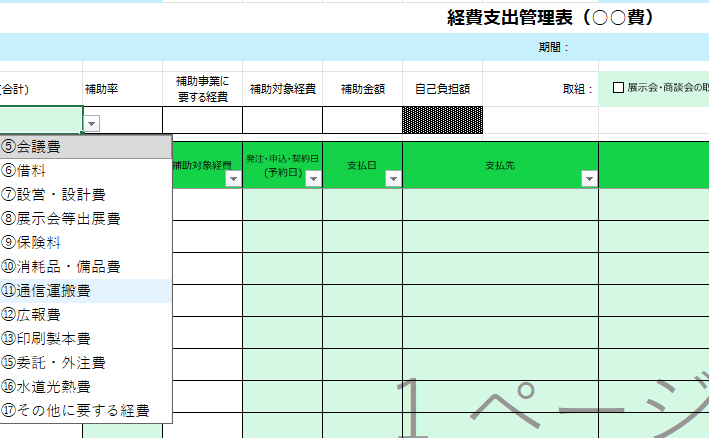 経費支出管理表（〇〇費）
期間：
合計)
補助率
補助事業に
要する経費
補助対象経費
補助金額
自己負担額
取組：
展示会・商談会の取
⑤会議費
⑥借料
⑦設営・設計費
⑧展示会等出展費
⑨保険料
⑩消耗品・備品費
⑪通信運搬費
⑫広報費
⑬印刷製本費
⑮委託・外注費
⑯水道光熱費
⑰その他に要する経費
補助対象経費
発注・申込・契約日
(予約日)
支払日
支払先
1 ページ